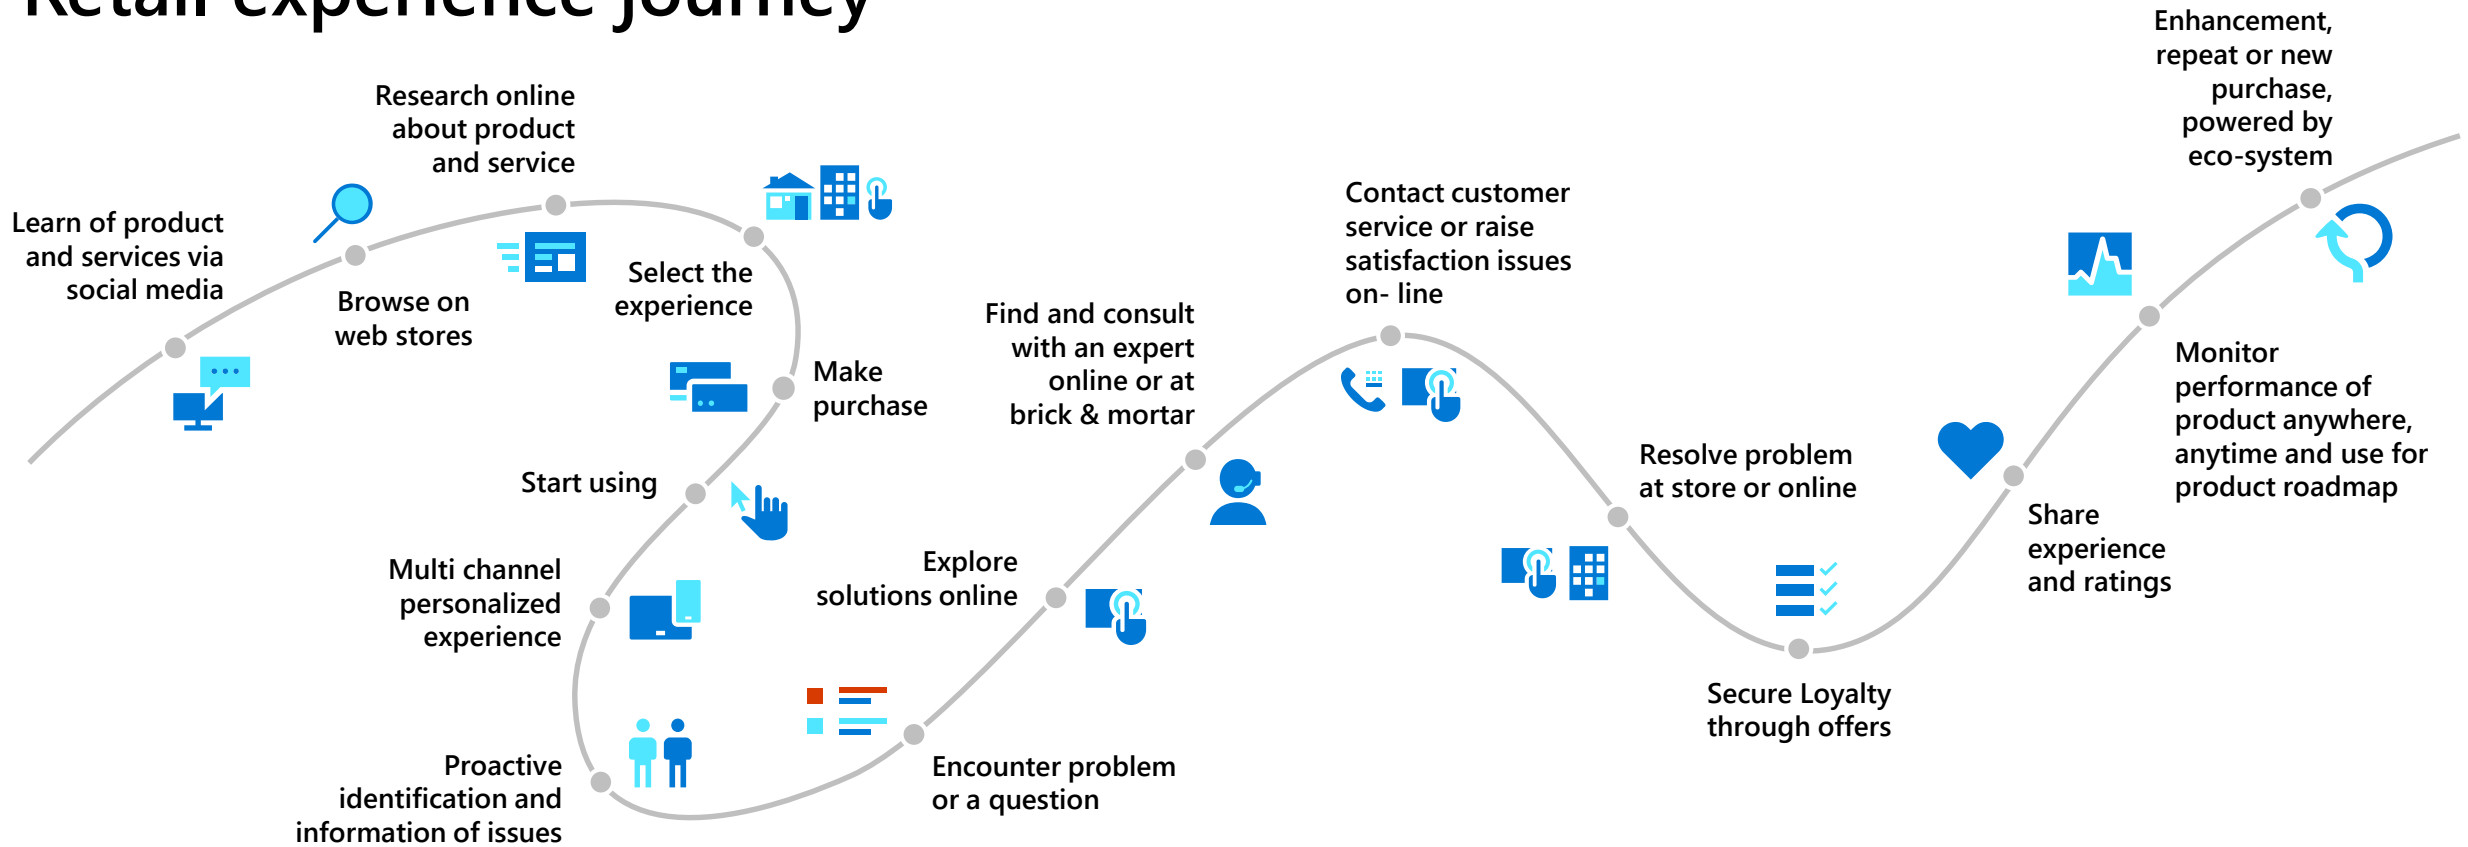 Retail experience journey
Learn of product
and services via
social media
Browse on
web stores
Research online
about product
and service
Select the
experience
Make
purchase
Start using
Multi channel
personalized
experience
Proactive
identification and
information of issues
Encounter problem
or a question
Explore
solutions online
Find and consult
with an expert
online or at
brick & mortar
Contact customer
service or raise
satisfaction issues
on- line
Resolve problem
at store or online
Secure Loyalty
through offers
Share
experience
and ratings
Monitor
performance of
product anywhere,
anytime and use for
product roadmap
Enhancement,
repeat or new
purchase,
powered by
eco-system